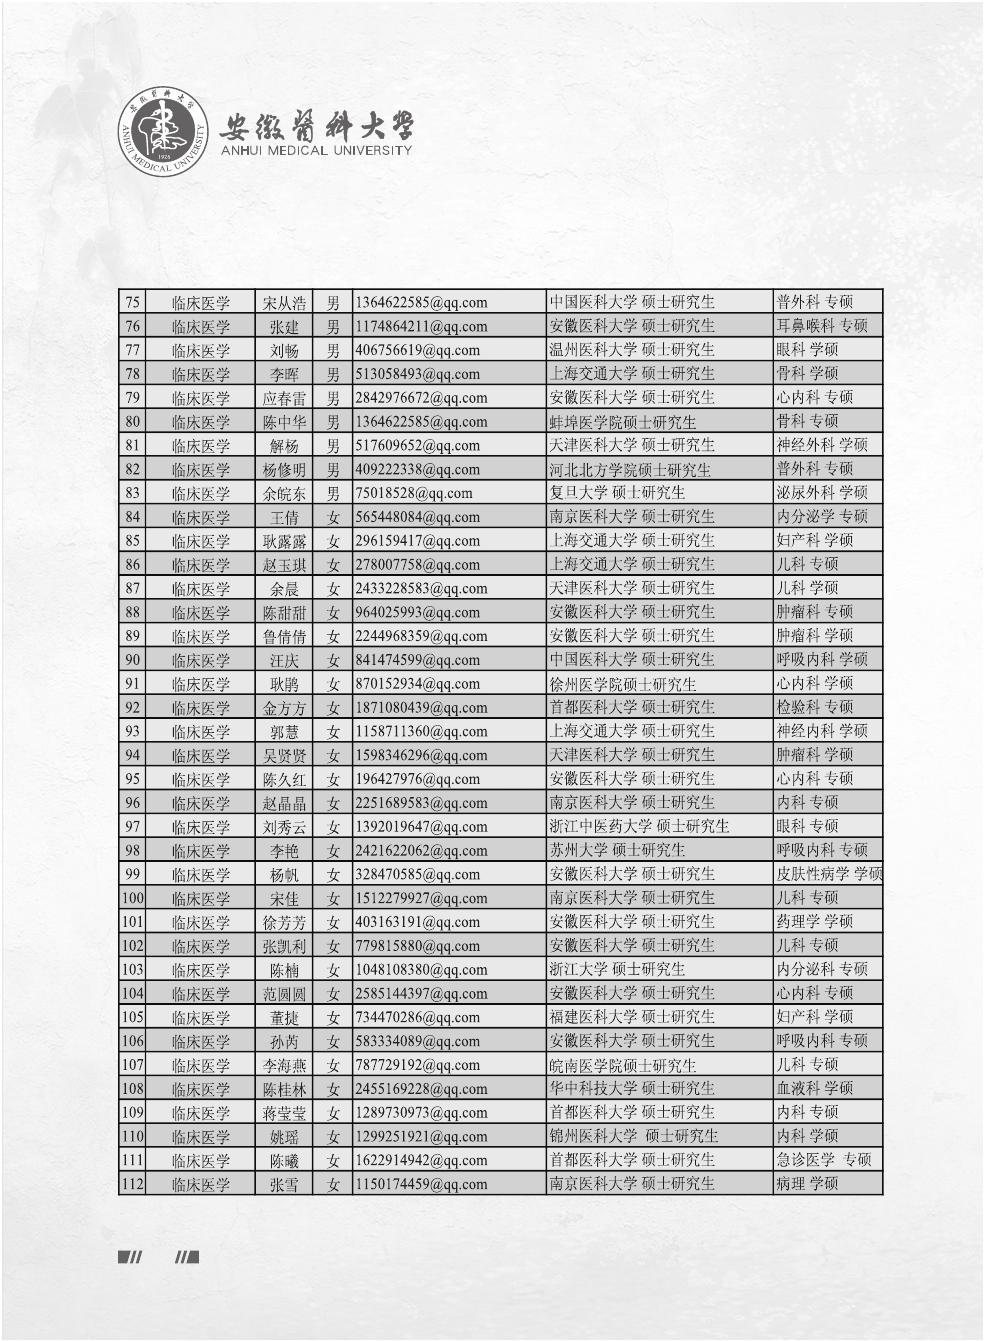 安徽醫科大學
ANHUI MEDICAL UNIVERSITY
1926
安徽醫科大學
ANHUI MEDICAL UNIVERSITY
75 临床医学 宋从浩 男 1364622585@qq.com 中国医科大学 硕士研究生 普外科 专硕
76 临床医学 张建 男 1174864211@qq.com 安徽医科大学 硕士研究生 耳鼻喉科 专硕
77 临床医学 刘畅 男 406756619@qq.com 温州医科大学 硕士研究生 眼科 学硕
78 临床医学 李晖 男 513058493@qq.com 上海交通大学 硕士研究生 骨科 学硕
79 临床医学 应春雷 男 2842976672@qq.com 安徽医科大学 硕士研究生 心内科 专硕
80 临床医学 陈中华 男 1364622585@qq.com 蚌埠医学院硕士研究生 骨科 专硕
81 临床医学 解杨 男 517609652@qq.com 天津医科大学 硕士研究生 神经外科 学硕
82 临床医学 杨修明 男 409222338@qq.com 河北北方学院硕士研究生 普外科 专硕
83 临床医学 余皖东 男 75018528@qq.com 复旦大学 硕士研究生 泌尿外科 学硕
84 临床医学 王倩 女 565448084@qq.com 南京医科大学 硕士研究生 内分泌学 专硕
85 临床医学 耿露露 女 296159417@qq.com 上海交通大学 硕士研究生 妇产科 学硕
86 临床医学 赵玉琪 女 278007758@qq.com 上海交通大学 硕士研究生 儿科 专硕
87 临床医学 余晨 女 2433228583@qq.com 天津医科大学 硕士研究生 儿科 学硕
88 临床医学 陈甜甜 女 964025993@qq.com 安徽医科大学 硕士研究生 肿瘤科 专硕
89 临床医学 鲁倩倩 女 2244968359@qq.com 安徽医科大学 硕士研究生 肿瘤科 学硕
90 临床医学 汪庆 女 841474599@qq.com 中国医科大学 硕士研究生 呼吸内科 学硕
91 临床医学 耿鹃 女 870152934@qq.com 徐州医学院硕士研究生 心内科 学硕
92 临床医学 金方方 女 1871080439@qq.com 首都医科大学 硕士研究生 检验科 专硕
93 临床医学 郭慧 女 1158711360@qq.com 上海交通大学 硕士研究生 神经内科 学硕
94 临床医学 吴贤贤 女 1598346296@qq.com 天津医科大学 硕士研究生 肿瘤科 学硕
95 临床医学 陈久红 女 196427976@qq.com 安徽医科大学 硕士研究生 心内科 专硕
96 临床医学 赵晶晶 女 2251689583@qq.com 南京医科大学 硕士研究生 内科 专硕
97 临床医学 刘秀云 女 1392019647@qq.com 浙江中医药大学 硕士研究生 眼科 专硕
98 临床医学 李艳 女 2421622062@qq.com 苏州大学 硕士研究生 呼吸内科 专硕
99 临床医学 杨帆 女 328470585@qq.com 安徽医科大学 硕士研究生 皮肤性病学 学硕
100 临床医学 宋佳 女 1512279927@qq.com 南京医科大学 硕士研究生 儿科 专硕
101 临床医学 徐芳芳 女 403163191@qq.com 安徽医科大学 硕士研究生 药理学 学硕
102 临床医学 张凯利 女 779815880@qq.com 安徽医科大学 硕士研究生 儿科 专硕
103 临床医学 陈楠 女 1048108380@qq.com 浙江大学 硕士研究生 内分泌科 专硕
104 临床医学 范圆圆 女 2585144397@qq.com 安徽医科大学 硕士研究生 心内科 专硕
105 临床医学 董捷 女 734470286@qq.com 福建医科大学 硕士研究生 妇产科 学硕
106 临床医学 孙芮 女 583334089@qq.com 安徽医科大学 硕士研究生 呼吸内科 专硕
107 临床医学 李海燕 女 787729192@qq.com 皖南医学院硕士研究生 儿科 专硕
108 临床医学 陈桂林 女 2455169228@qq.com 华中科技大学 硕士研究生 血液科 学硕
109 临床医学 蒋莹莹 女 1289730973@qq.com 首都医科大学 硕士研究生 内科 专硕
110 临床医学 姚瑶 女 1299251921@qq.com 锦州医科大学 硕士研究生 内科 学硕
111 临床医学 陈曦 女 1622914942@qq.com 首都医科大学 硕士研究生 急诊医学 专硕
112 临床医学 张雪 女 1150174459@qq.com 南京医科大学 硕士研究生 病理 学硕